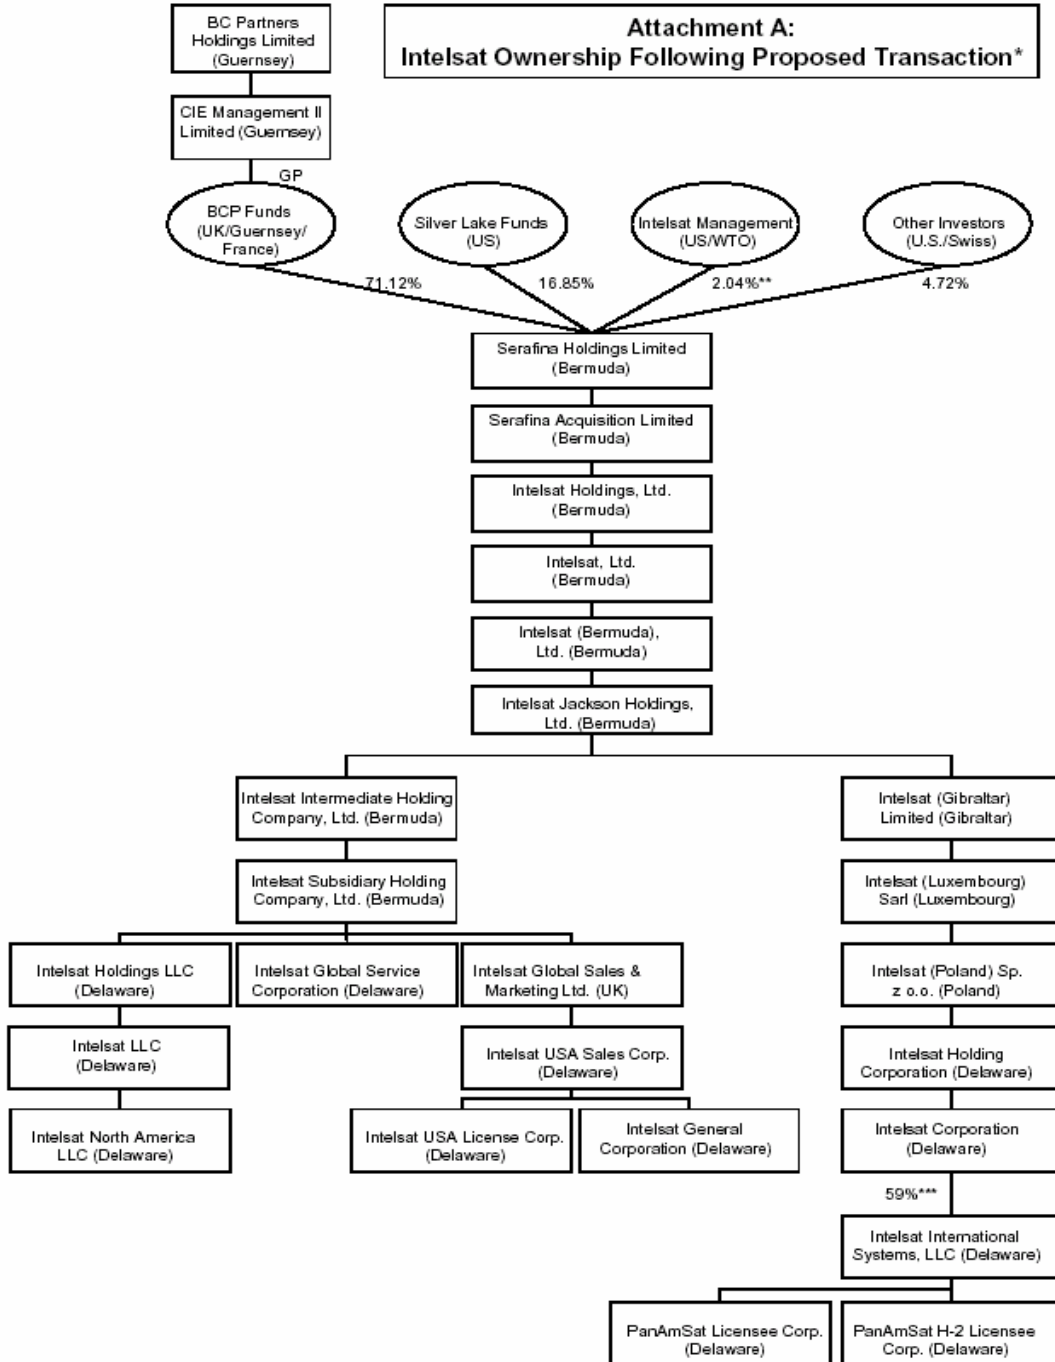 BC Partners
Holdings Limited
(Guernsey)
Attachment A:
Intelsat Ownership Following Proposed Transaction*
CIE Management II
Limited (Guernsey)
GP
BCP Funds
(UK/Guernsey/
France)
Silver Lake Funds
(US)
Intelsat Management
(US/WTO)
Other Investors
(U.S./Swiss)
71.12%
16.85%
2.04%**
4.72%
Serafina Holdings Limited
(Bermuda)
Serafina Acquisition Limited
(Bermuda)
Intelsat Holdings, Ltd.
(Bermuda)
Intelsat, Ltd.
(Bermuda)
Intelsat (Bermuda),
Ltd. (Bermuda)
Intelsat Jackson Holdings,
Ltd. (Bermuda)
Intelsat Intermediate Holding
Company, Ltd. (Bermuda)
Intelsat (Gibraltar)
Limited (Gibraltar)
Intelsat Subsidiary Holding
Company, Ltd. (Bermuda)
Intelsat (Luxembourg)
Sarl (Luxembourg)
Intelsat Holdings LLC
(Delaware)
Intelsat Global Service
Corporation (Delaware)
Intelsat Global Sales &
Marketing Ltd. (UK)
Intelsat (Poland) Sp.
z o.o. (Poland)
Intelsat LLC
(Delaware)
Intelsat USA Sales Corp.
(Delaware)
Intelsat Holding
Corporation (Delaware)
Intelsat North America
LLC (Delaware)
Intelsat USA License Corp.
(Delaware)
Intelsat General
Corporation (Delaware)
Intelsat Corporation
(Delaware)
59%***
Intelsat International
Systems, LLC (Delaware)
PanAmSat Licensee Corp.
(Delaware)
PanAmSat H-2 Licensee
Corp. (Delaware)